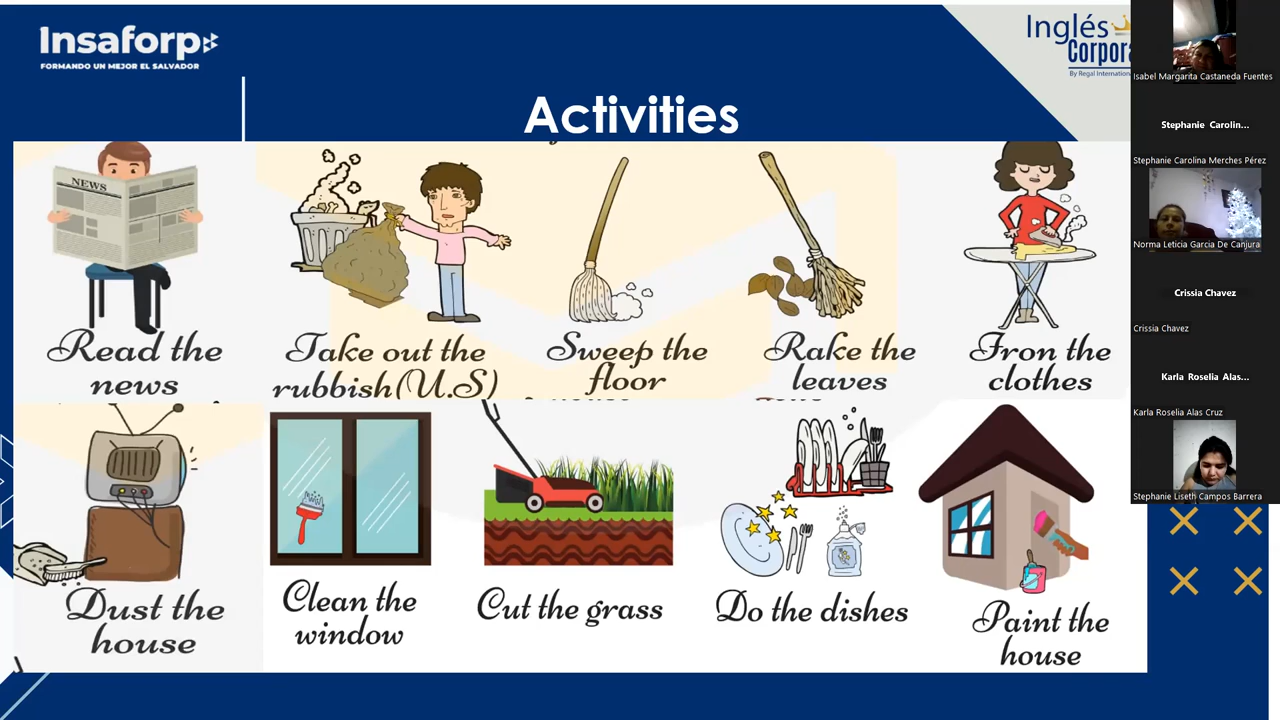 Insaforp
FORMANDO UN MEJOR EL SALVADOR
Inglés
Corpora
By Regal Internation
Activities
NEWS
Read the
news
Take out the
rubbish(U.S)
Sweep the
floor
Rake the
leaves
Iron the
clothes
Dust the
house
Clean the
window
Cut the grass
Do the dishes
Paint the
house
Isabel Margarita Castaneda Fuentes
Stephanie Carolin...
Stephanie Carolina Merches Pérez
Norma Leticia Garcia De Canjura
Crissia Chavez
Crissia Chavez
Karla Roselia Alas...
Karla Roselia Alas Cruz
Stephanie Liseth Campos Barrera